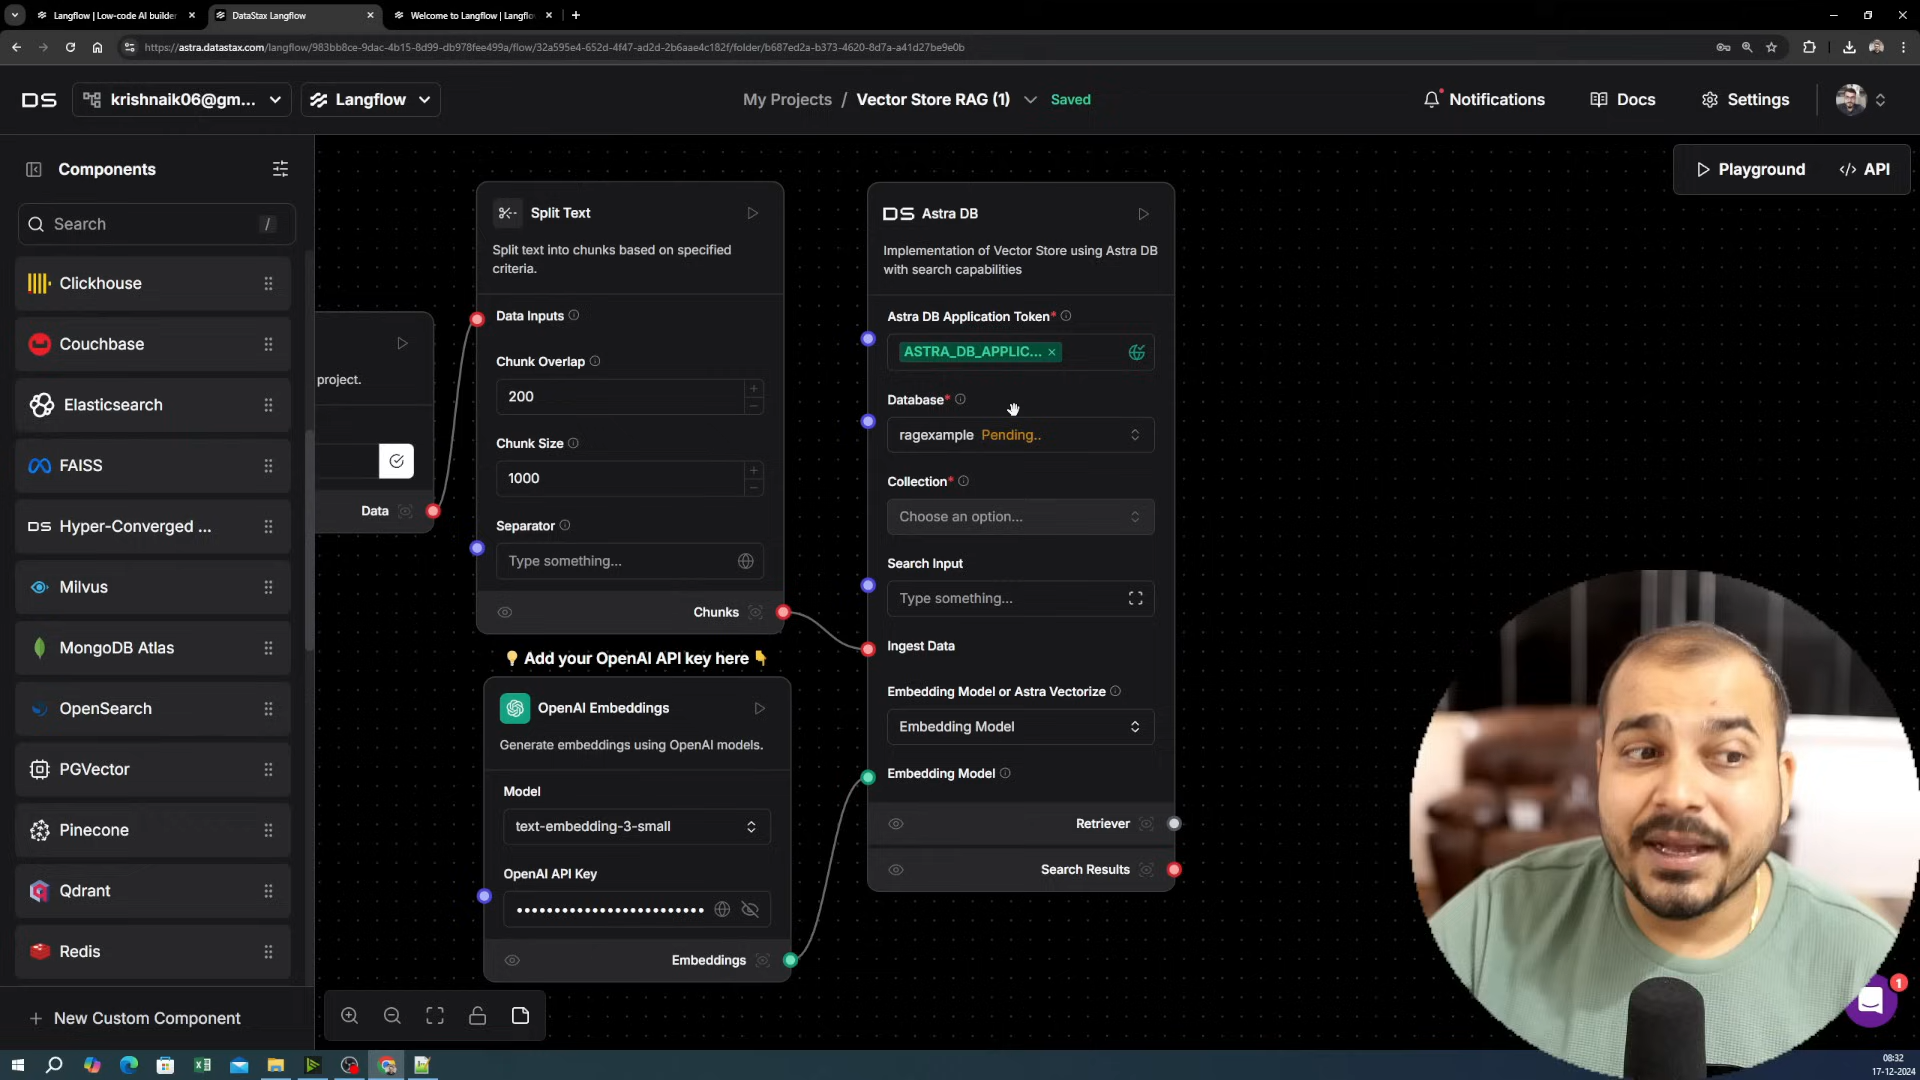 Langflow | Low-code AI builder
DataStax Langflow
Welcome to Langflow | Langflo
https://astra.datastax.com/langflow/983bb8ce-9dac-4b15-8d99-db978fee499a/flow/32a595e4-652d-4f47-ad2d-2b6aae4c182f/folder/b687ed2a-b373-4620-8d7a-a41d27be9e0b
DS
krishnaik06@gm...
Langflow
My Projects / Vector Store RAG (1)
Saved
Notifications
Docs
Settings
Components
Search
/
Clickhouse
Couchbase
Elasticsearch
FAISS
DS Hyper-Converged ...
Milvus
MongoDB Atlas
OpenSearch
PGVector
Pinecone
Qdrant
Redis
+ New Custom Component
project.
Data
Split Text
Split text into chunks based on specified
criteria.
Data Inputs
Chunk Overlap
200
Chunk Size
1000
Separator
Type something...
Chunks
💡 Add your OpenAI API key here 👇
OpenAI Embeddings
Generate embeddings using OpenAI models.
Model
text-embedding-3-small
OpenAI API Key
•••••••••••••••••••••••••
Embeddings
DS Astra DB
Implementation of Vector Store using Astra DB
with search capabilities
Astra DB Application Token*
ASTRA_DB_APPLIC... ×
Database*
ragexample Pending..
Collection*
Choose an option...
Search Input
Type something...
Ingest Data
Embedding Model or Astra Vectorize
Embedding Model
Embedding Model
Retriever
Search Results
Playground
</> API
1
08:32
17-12-2024